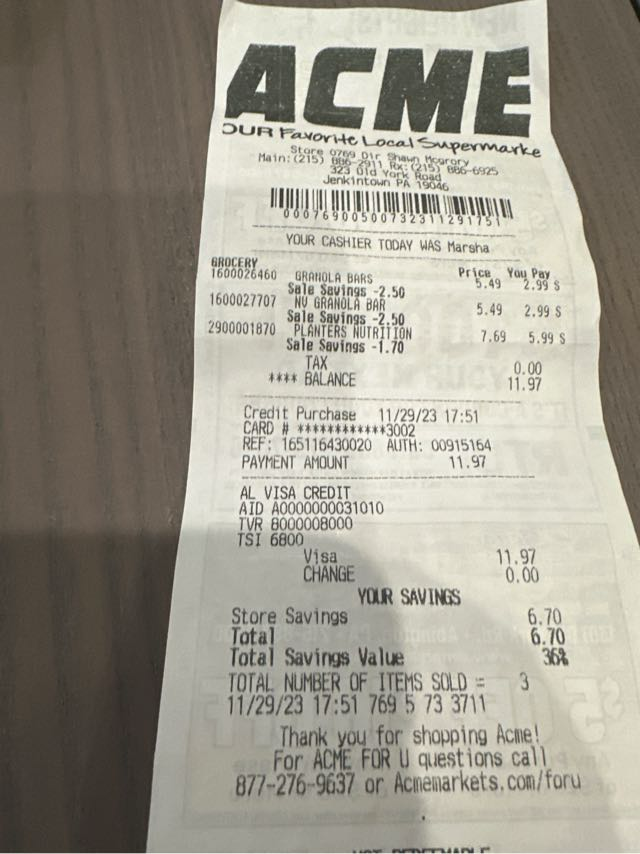 ACME
OUR Favorite Local Supermarke
Store 0769 Dir Shawn Mcgrory
Main:(215) 886-2911 Rx:(215) 886-6925
323 Old York Road
Jenkintown PA 19046
00076900500732311291751
YOUR CASHIER TODAY WAS Marsha
GROCERY Price You Pay
1600026460 GRANOLA BARS 5.49 2.99 S
Sale Savings -2.50
1600027707 NV GRANOLA BAR 5.49 2.99 S
Sale Savings -2.50
2900001870 PLANTERS NUTRITION 7.69 5.99 S
Sale Savings -1.70
TAX 0.00
**** BALANCE 11.97
Credit Purchase 11/29/23 17:51
CARD # ************3002
REF: 165116430020 AUTH: 00915164
PAYMENT AMOUNT 11.97
AL VISA CREDIT
AID A0000000031010
TVR 8000008000
TSI 6800
Visa 11.97
CHANGE 0.00
YOUR SAVINGS
Store Savings 6.70
Total 6.70
Total Savings Value 36%
TOTAL NUMBER OF ITEMS SOLD = 3
11/29/23 17:51 769 5 73 3711
Thank you for shopping Acme!
For ACME FOR U questions call
877-276-9637 or Acmemarkets.com/foru